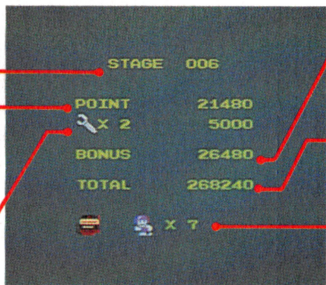 STAGE 006
POINT 21480
X 2 5000
BONUS 26480
TOTAL 268240
X 7